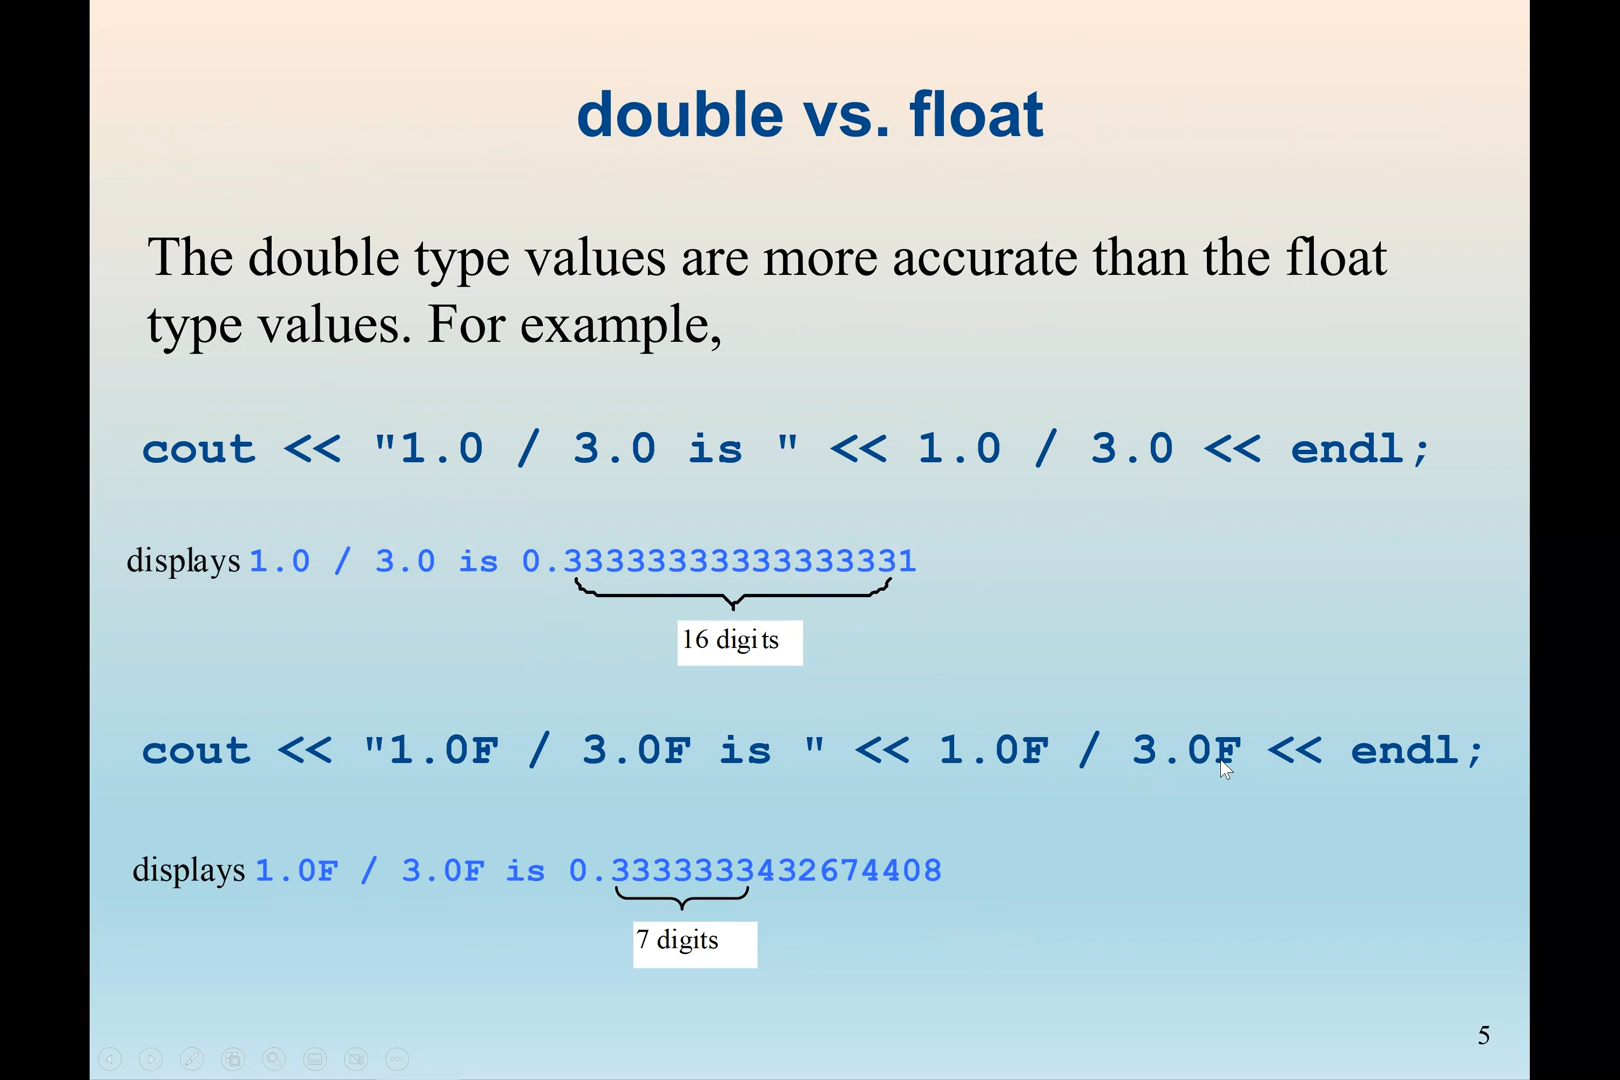 double vs. float
The double type values are more accurate than the float
type values. For example,
cout << "1.0 / 3.0 is " << 1.0 / 3.0 << endl;
displays 1.0 / 3.0 is 0.33333333333333331
16 digits
cout << "1.0F / 3.0F is " << 1.0F / 3.0F << endl;
displays 1.0F / 3.0F is 0.3333333432674408
7 digits
5